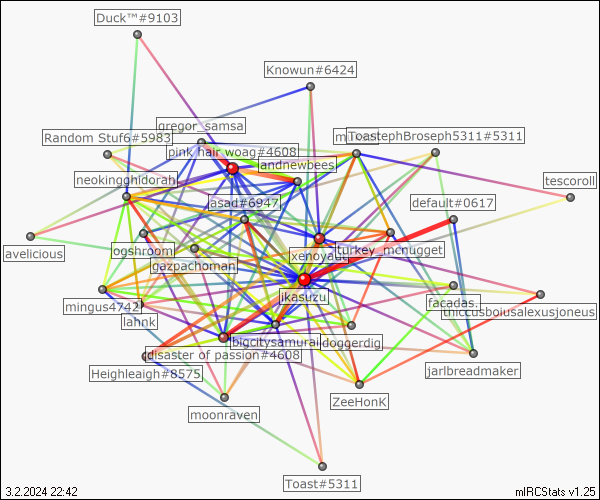 Duck™#9103
Knowun#6424
gregor_samsa
Random Stuf6#5983
ToastephBroseph5311#5311
pink hair woag#4608
andnewbees
neokingghidorah
tescoroll
asad#6947
default#0617
avelicious
ogshroom
xenoyaut
turkey_mcnugget
gazpachoman
jkasuzu
facadas.
thiccusboiusalexusjoneus
mingus4742
lahnk
bigcitysamurai
doggerdig
disaster of passion#4608
Heighleaigh#8575
jarlbreadmaker
ZeeHonK
moonraven
Toast#5311
3.2.2024 22:42
mIRCStats v1.25